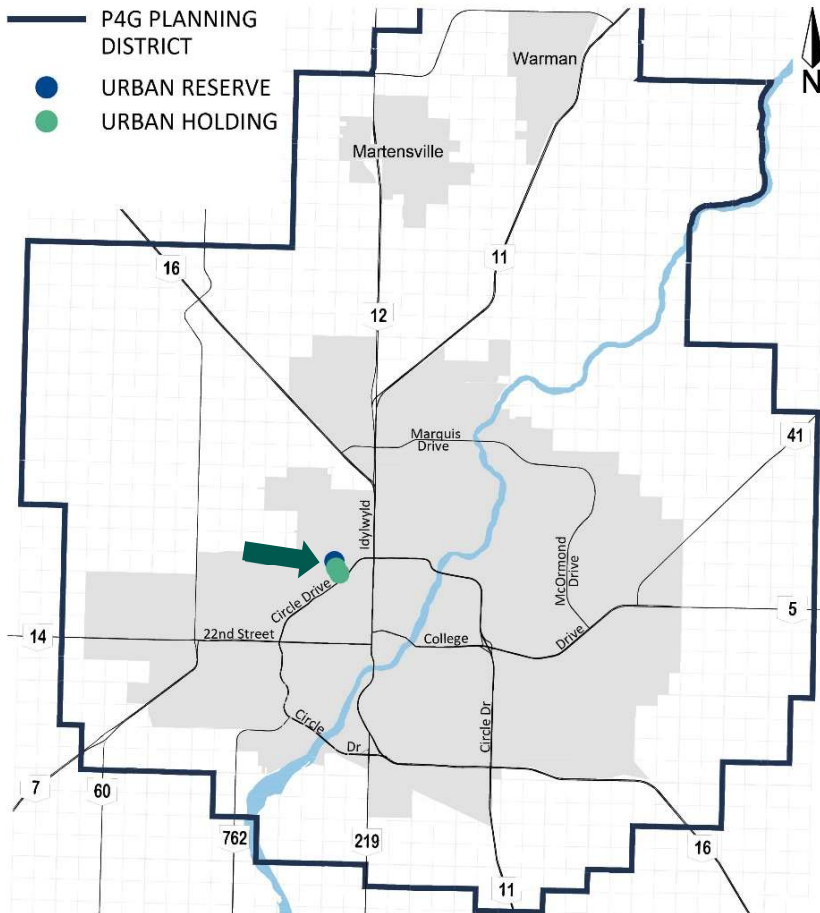 P4G PLANNING
DISTRICT
URBAN RESERVE
URBAN HOLDING
N
Warman
Martensville
16
11
12
Marquis
Drive
41
Idylwyld
McOrmond
Drive
Circle Drive
5
14
22nd Street
College
Drive
Circle
Dr
Circle Dr
7
60
762
219
16
11